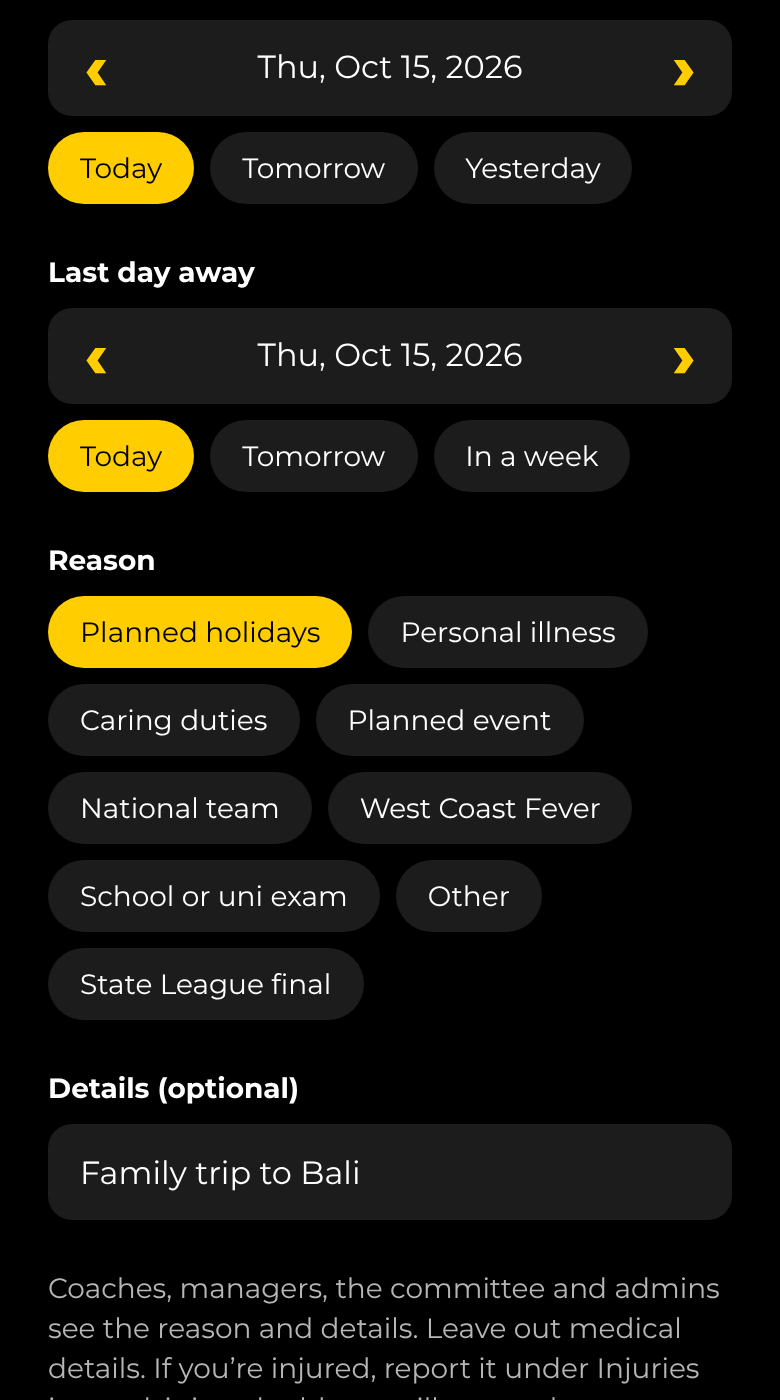 Thu, Oct 15, 2026
Today
Tomorrow
Yesterday
Last day away
Thu, Oct 15, 2026
Today
Tomorrow
In a week
Reason
Planned holidays
Personal illness
Caring duties
Planned event
National team
West Coast Fever
School or uni exam
Other
State League final
Details (optional)
Family trip to Bali
Coaches, managers, the committee and admins
see the reason and details. Leave out medical
details. If you’re injured, report it under Injuries